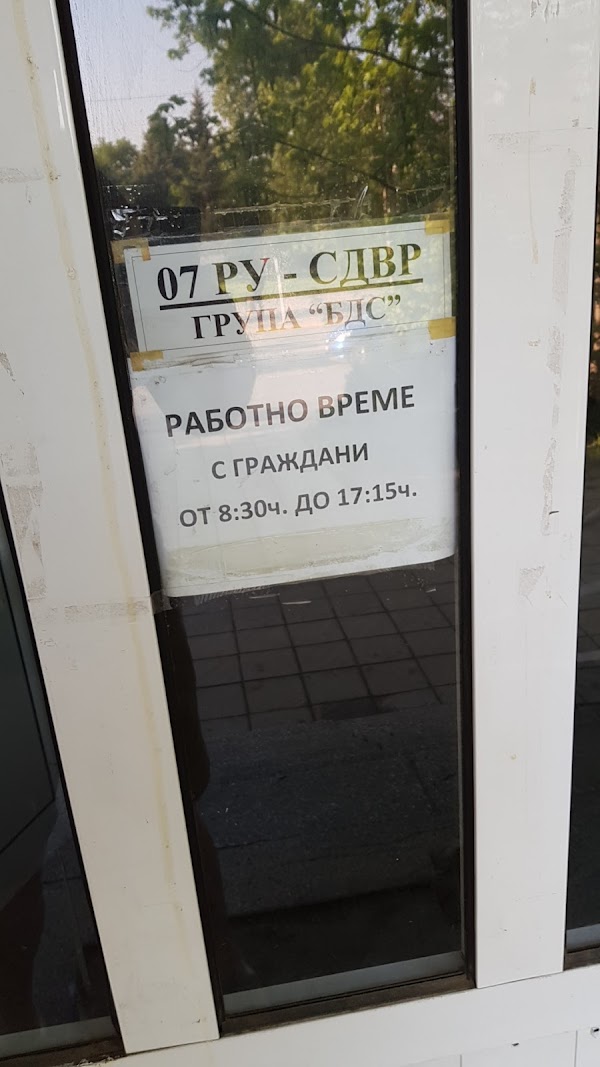 07 РУ - СДВР
ГРУПА “БДС”
РАБОТНО ВРЕМЕ
С ГРАЖДАНИ
ОТ 8:30ч. ДО 17:15ч.